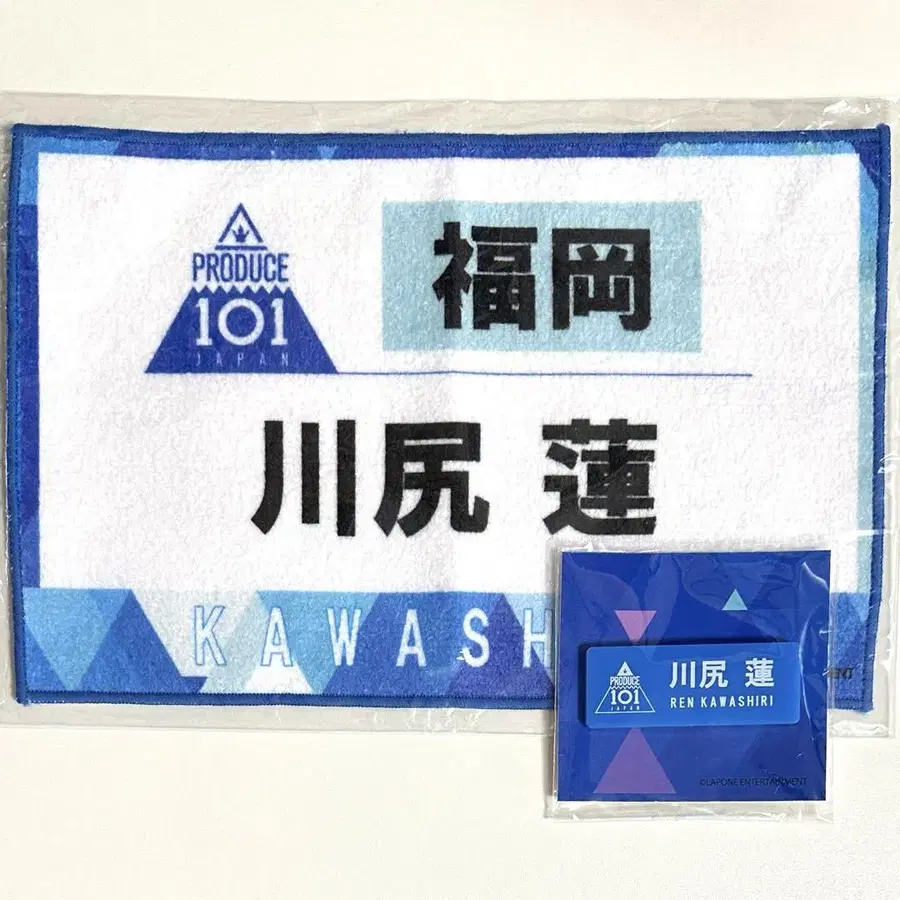 PRODUCE
101
JAPAN
福岡
川尻 蓮
KAWASH
PRODUCE
101
JAPAN
川尻 蓮
REN KAWASHIRI
©LAPONE ENTERTAINMENT